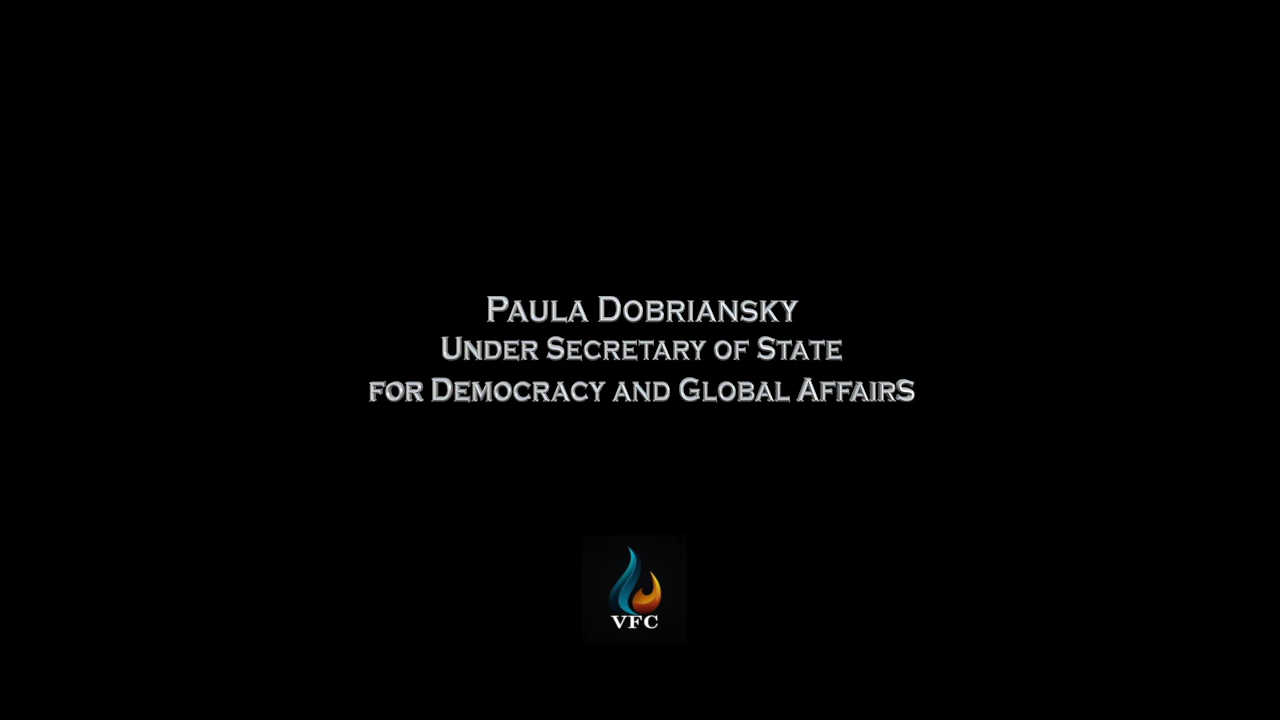 Paula Dobriansky
Under Secretary of State
for Democracy and Global Affairs
VFC